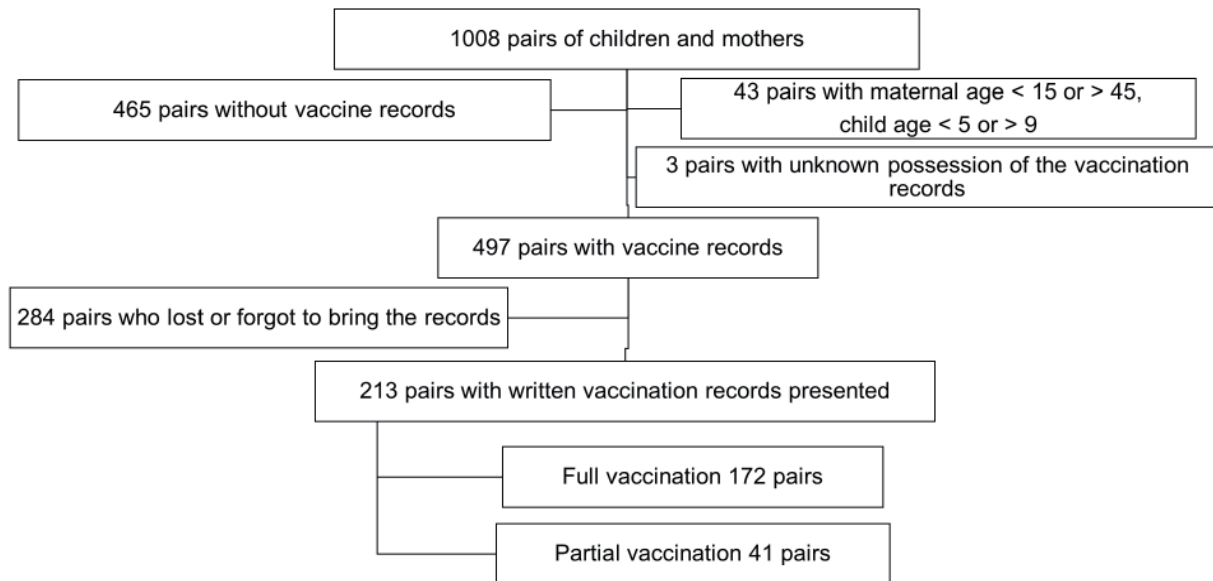 1008 pairs of children and mothers
465 pairs without vaccine records
43 pairs with maternal age < 15 or > 45,
child age < 5 or > 9
3 pairs with unknown possession of the vaccination
records
497 pairs with vaccine records
284 pairs who lost or forgot to bring the records
213 pairs with written vaccination records presented
Full vaccination 172 pairs
Partial vaccination 41 pairs